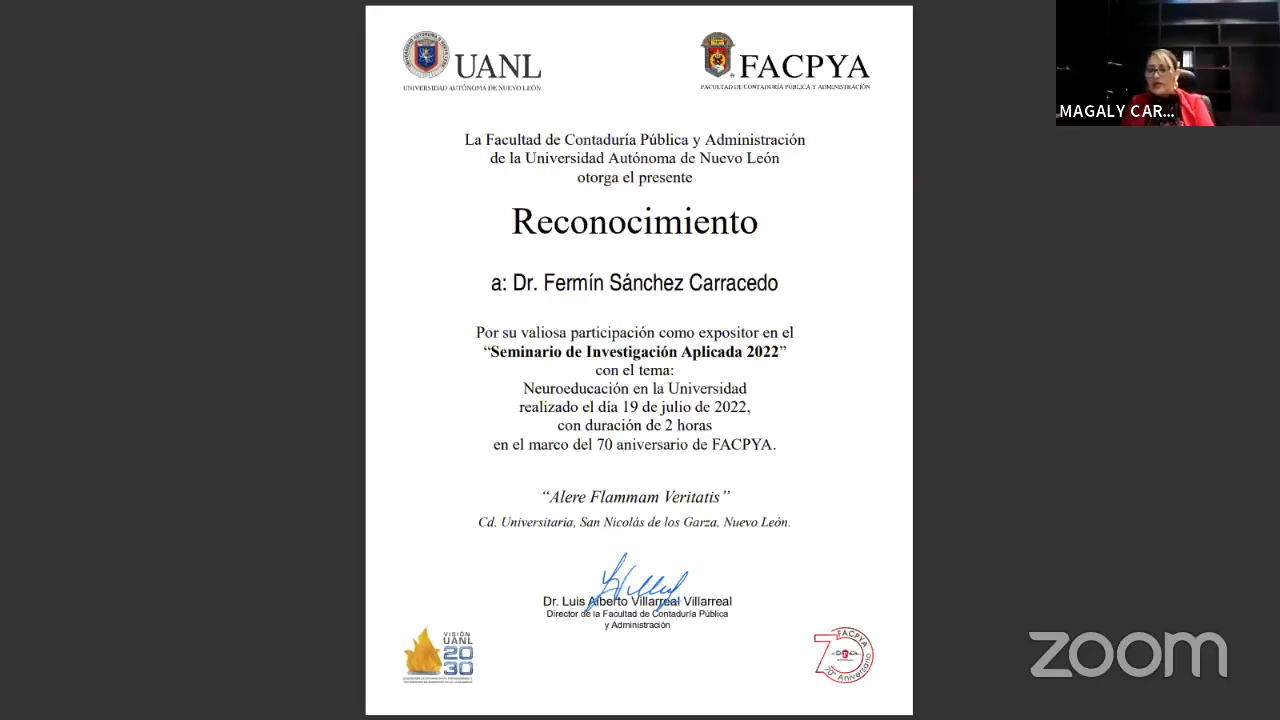 UANL
UNIVERSIDAD AUTÓNOMA DE NUEVO LEÓN
FACPYA
FACULTAD DE CONTADURÍA PÚBLICA Y ADMINISTRACIÓN
MAGALY CAR...
La Facultad de Contaduría Pública y Administración
de la Universidad Autónoma de Nuevo León
otorga el presente
Reconocimiento
a: Dr. Fermín Sánchez Carracedo
Por su valiosa participación como expositor en el
“Seminario de Investigación Aplicada 2022”
con el tema:
Neuroeducación en la Universidad
realizado el día 19 de julio de 2022,
con duración de 2 horas
en el marco del 70 aniversario de FACPYA.
“Alere Flammam Veritatis”
Cd. Universitaria, San Nicolás de los Garza, Nuevo León.
Dr. Luis Alberto Villarreal Villarreal
Director de la Facultad de Contaduría Pública
y Administración
VISIÓN
UANL
20
30
FACPYA
70
70° Aniversario
zoom